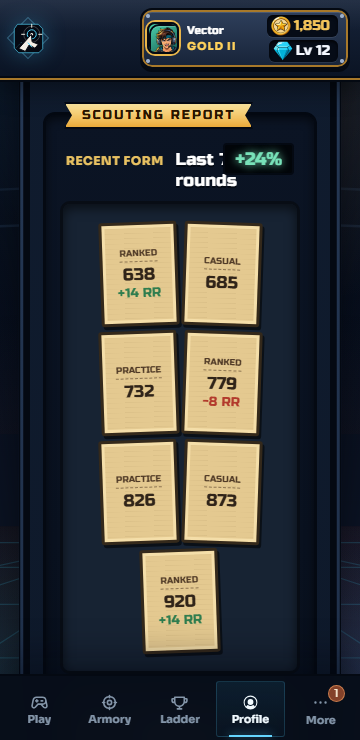 Vector
GOLD II
1,850
Lv 12
SCOUTING REPORT
RECENT FORM
Last 7
rounds
+24%
RANKED
638
+14 RR
CASUAL
685
PRACTICE
732
RANKED
779
-8 RR
PRACTICE
826
CASUAL
873
RANKED
920
+14 RR
Play
Armory
Ladder
Profile
1
More